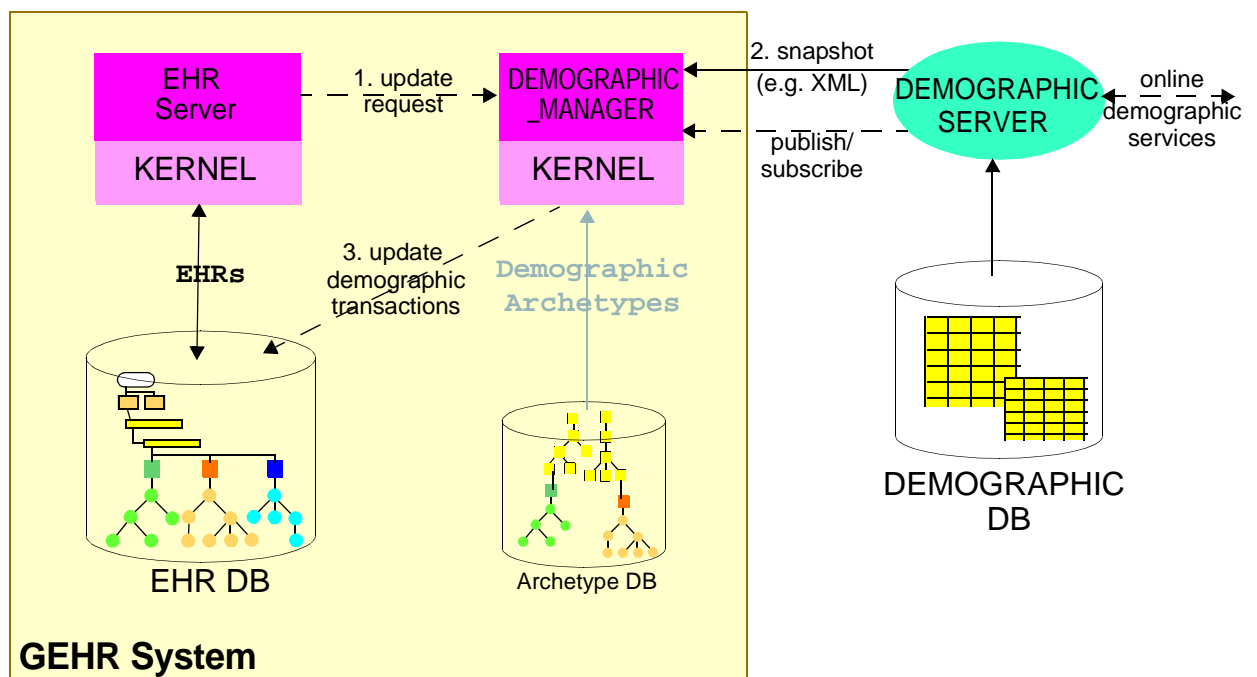 EHR
Server
KERNEL
1. update
request
DEMOGRAPHIC
_MANAGER
KERNEL
2. snapshot
(e.g. XML)
publish/
subscribe
DEMOGRAPHIC
SERVER
online
demographic
services
EHRs
3. update
demographic
transactions
Demographic
Archetypes
EHR DB
Archetype DB
DEMOGRAPHIC
DB
GEHR System